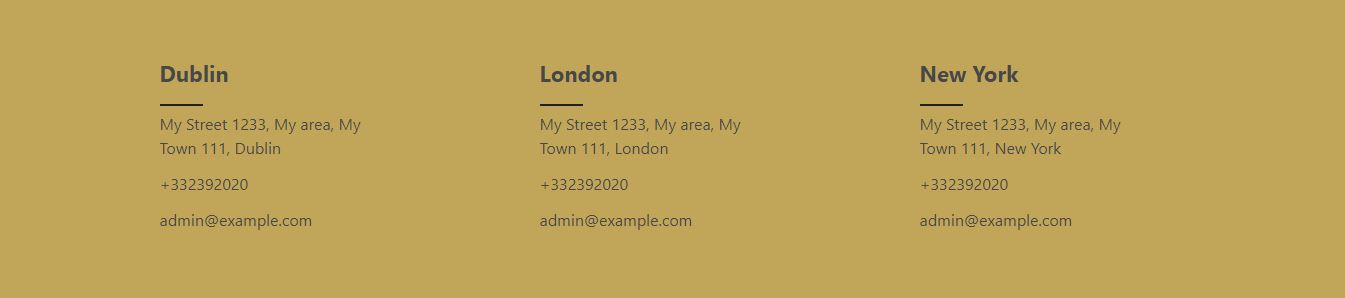 Dublin
My Street 1233, My area, My
Town 111, Dublin
+332392020
admin@example.com
London
My Street 1233, My area, My
Town 111, London
+332392020
admin@example.com
New York
My Street 1233, My area, My
Town 111, New York
+332392020
admin@example.com